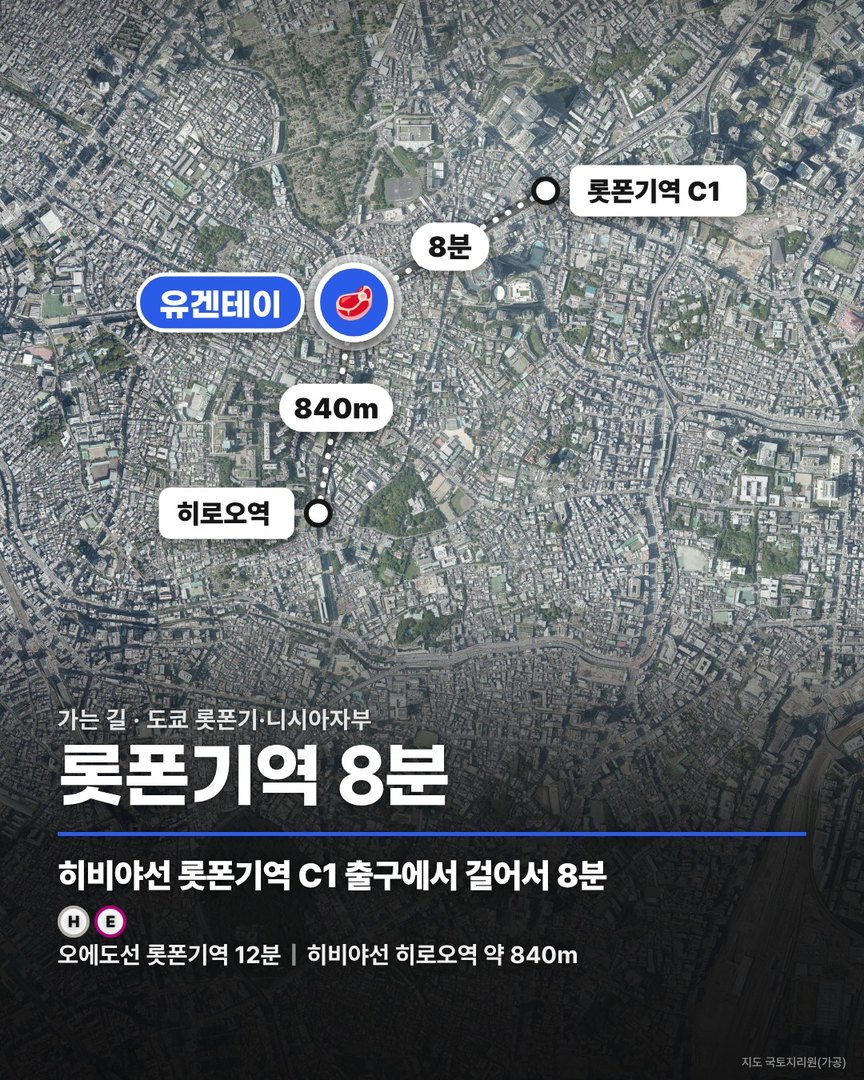 롯폰기역 C1
8분
유겐테이
840m
히로오역
가는 길 · 도쿄 롯폰기·니시아자부
롯폰기역 8분
히비야선 롯폰기역 C1 출구에서 걸어서 8분
H E
오에도선 롯폰기역 12분 | 히비야선 히로오역 약 840m
지도 국토지리원(가공)